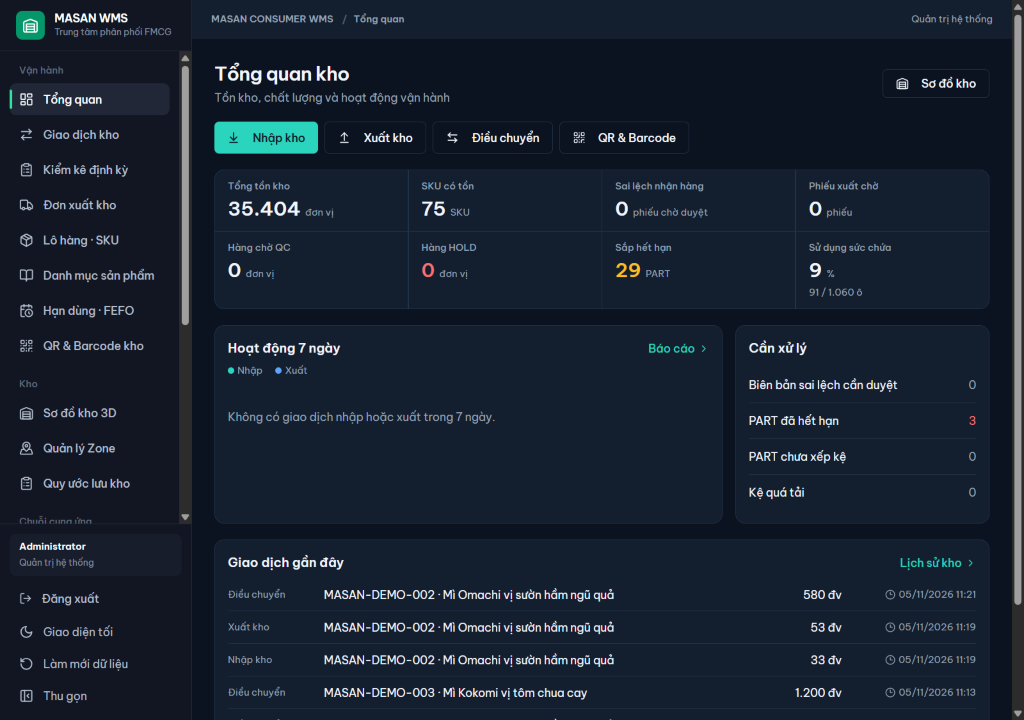 MASAN WMS
Trung tâm phân phối FMCG
Vận hành
Tổng quan
Giao dịch kho
Kiểm kê định kỳ
Đơn xuất kho
Lô hàng · SKU
Danh mục sản phẩm
Hạn dùng · FEFO
QR & Barcode kho
Kho
Sơ đồ kho 3D
Quản lý Zone
Quy ước lưu kho
Chuỗi cung ứng
Administrator
Quản trị hệ thống
Đăng xuất
Giao diện tối
Làm mới dữ liệu
Thu gọn
MASAN CONSUMER WMS / Tổng quan
Quản trị hệ thống
Tổng quan kho
Tồn kho, chất lượng và hoạt động vận hành
Sơ đồ kho
Nhập kho
Xuất kho
Điều chuyển
QR & Barcode
Tổng tồn kho
35.404 đơn vị
SKU có tồn
75 SKU
Sai lệch nhận hàng
0 phiếu chờ duyệt
Phiếu xuất chờ
0 phiếu
Hàng chờ QC
0 đơn vị
Hàng HOLD
0 đơn vị
Sắp hết hạn
29 PART
Sử dụng sức chứa
9 %
91 / 1.060 ô
Hoạt động 7 ngày
Báo cáo
Nhập
Xuất
Không có giao dịch nhập hoặc xuất trong 7 ngày.
Cần xử lý
Biên bản sai lệch cần duyệt 0
PART đã hết hạn 3
PART chưa xếp kệ 0
Kệ quá tải 0
Giao dịch gần đây
Lịch sử kho
Điều chuyển MASAN-DEMO-002 · Mì Omachi vị sườn hầm ngũ quả 580 đv 05/11/2026 11:21
Xuất kho MASAN-DEMO-002 · Mì Omachi vị sườn hầm ngũ quả 53 đv 05/11/2026 11:19
Nhập kho MASAN-DEMO-002 · Mì Omachi vị sườn hầm ngũ quả 33 đv 05/11/2026 11:19
Điều chuyển MASAN-DEMO-003 · Mì Kokomi vị tôm chua cay 1.200 đv 05/11/2026 11:13